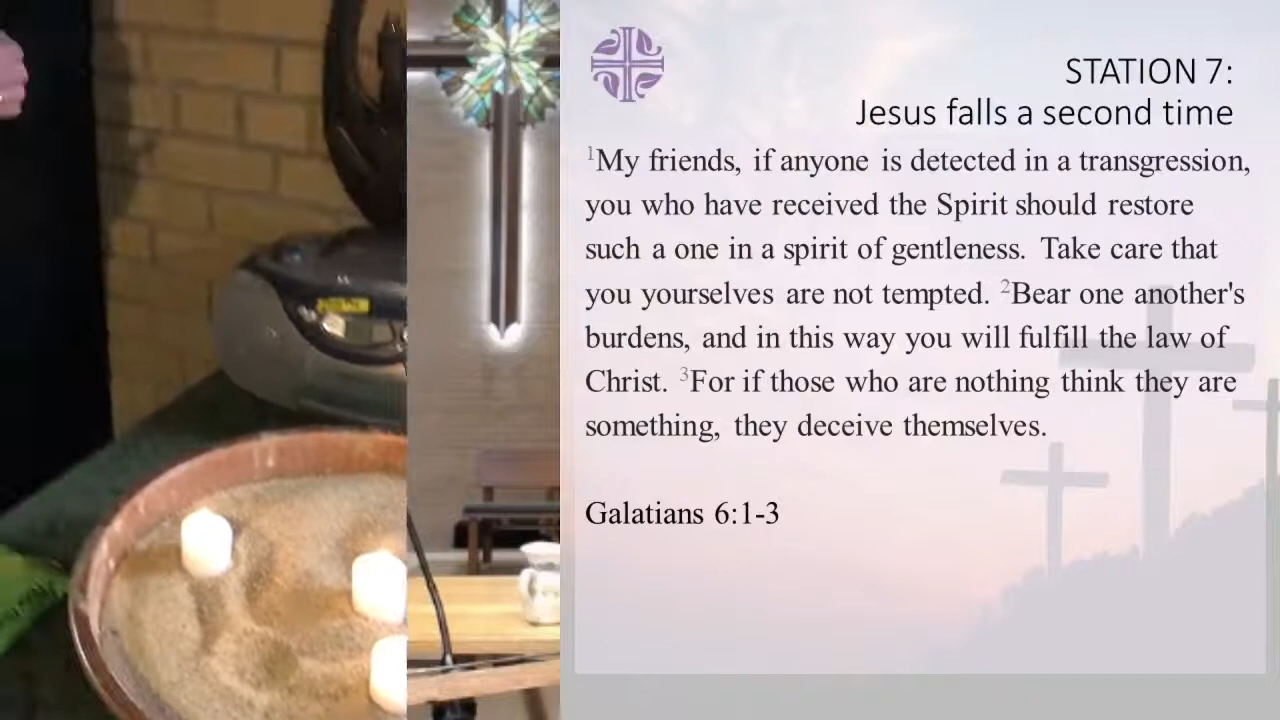 STATION 7:
Jesus falls a second time
1My friends, if anyone is detected in a transgression,
you who have received the Spirit should restore
such a one in a spirit of gentleness. Take care that
you yourselves are not tempted. 2Bear one another's
burdens, and in this way you will fulfill the law of
Christ. 3For if those who are nothing think they are
something, they deceive themselves.
Galatians 6:1-3